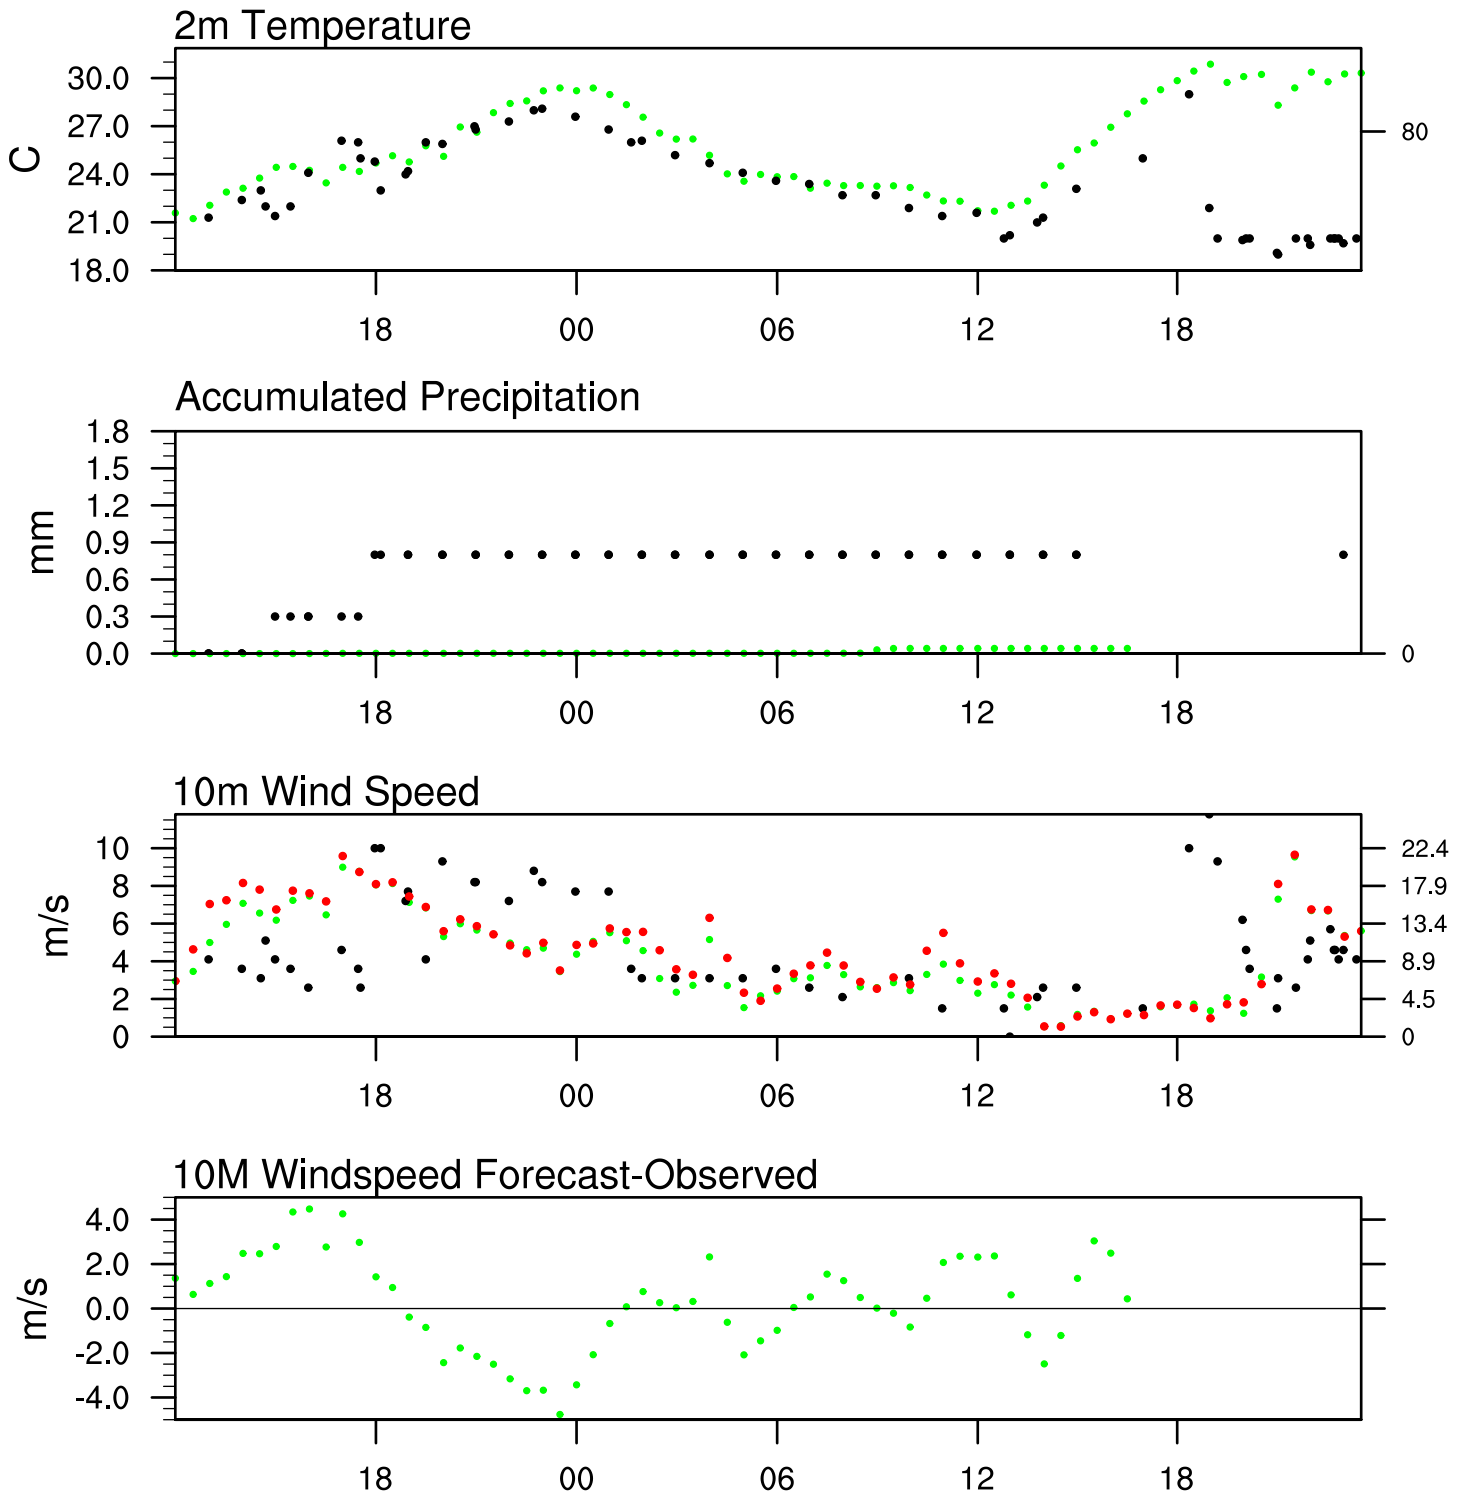 2m Temperature
30.0
27.0
24.0
21.0
18.0
C
80
18 00 06 12 18
Accumulated Precipitation
1.8
1.5
1.2
0.9
0.6
0.3
0.0
mm
0
18 00 06 12 18
10m Wind Speed
10
8
6
4
2
0
m/s
22.4
17.9
13.4
8.9
4.5
0
18 00 06 12 18
10M Windspeed Forecast-Observed
4.0
2.0
0.0
-2.0
-4.0
m/s
18 00 06 12 18